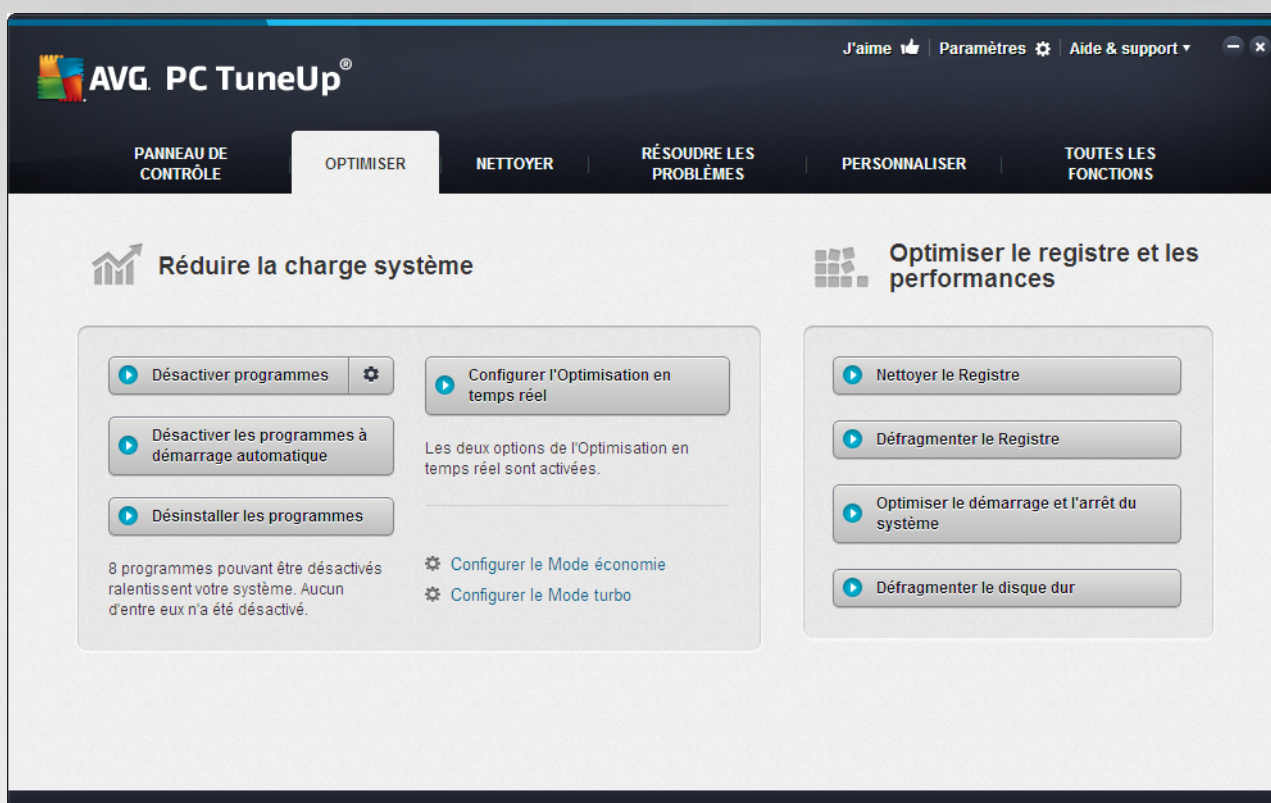 J'aime
Paramètres
Aide & support
AVG. PC TuneUp®
PANNEAU DE
CONTRÔLE
OPTIMISER
NETTOYER
RÉSOUDRE LES
PROBLÈMES
PERSONNALISER
TOUTES LES
FONCTIONS
Réduire la charge système
Désactiver programmes
Désactiver les programmes à
démarrage automatique
Désinstaller les programmes
8 programmes pouvant être désactivés
ralentissent votre système. Aucun
d'entre eux n'a été désactivé.
Configurer l'Optimisation en
temps réel
Les deux options de l'Optimisation en
temps réel sont activées.
Configurer le Mode économie
Configurer le Mode turbo
Optimiser le registre et les
performances
Nettoyer le Registre
Défragmenter le Registre
Optimiser le démarrage et l'arrêt du
système
Défragmenter le disque dur